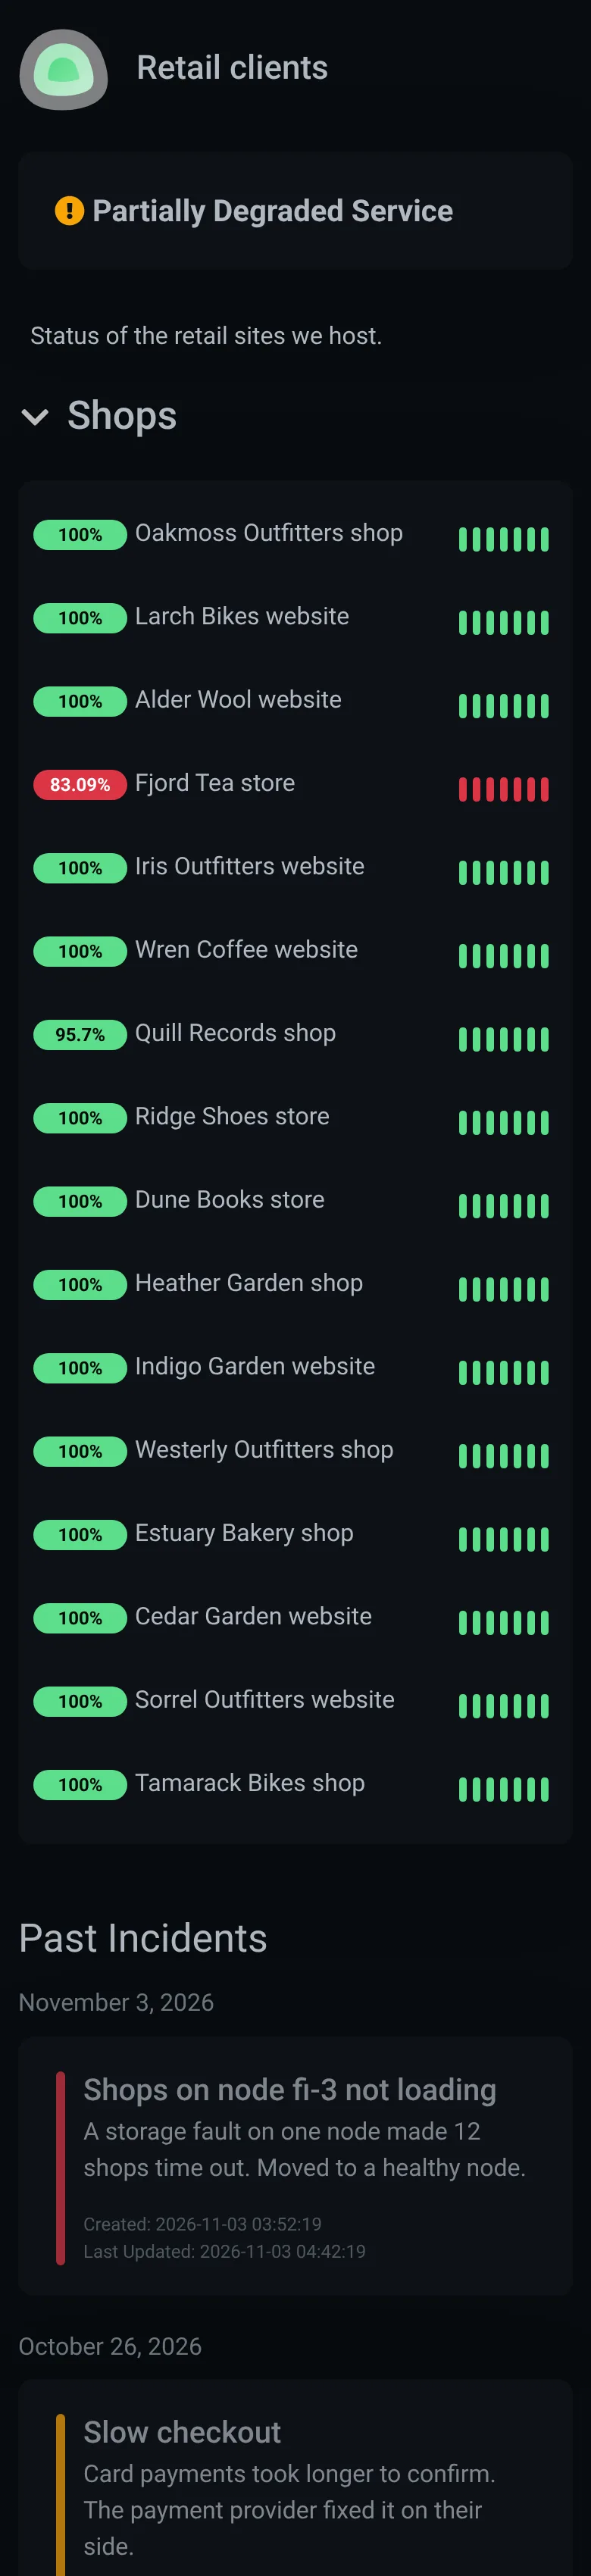 Retail clients
Partially Degraded Service
Status of the retail sites we host.
Shops
100% Oakmoss Outfitters shop
100% Larch Bikes website
100% Alder Wool website
83.09% Fjord Tea store
100% Iris Outfitters website
100% Wren Coffee website
95.7% Quill Records shop
100% Ridge Shoes store
100% Dune Books store
100% Heather Garden shop
100% Indigo Garden website
100% Westerly Outfitters shop
100% Estuary Bakery shop
100% Cedar Garden website
100% Sorrel Outfitters website
100% Tamarack Bikes shop
Past Incidents
November 3, 2026
Shops on node fi-3 not loading
A storage fault on one node made 12
shops time out. Moved to a healthy node.
Created: 2026-11-03 03:52:19
Last Updated: 2026-11-03 04:42:19
October 26, 2026
Slow checkout
Card payments took longer to confirm.
The payment provider fixed it on their
side.